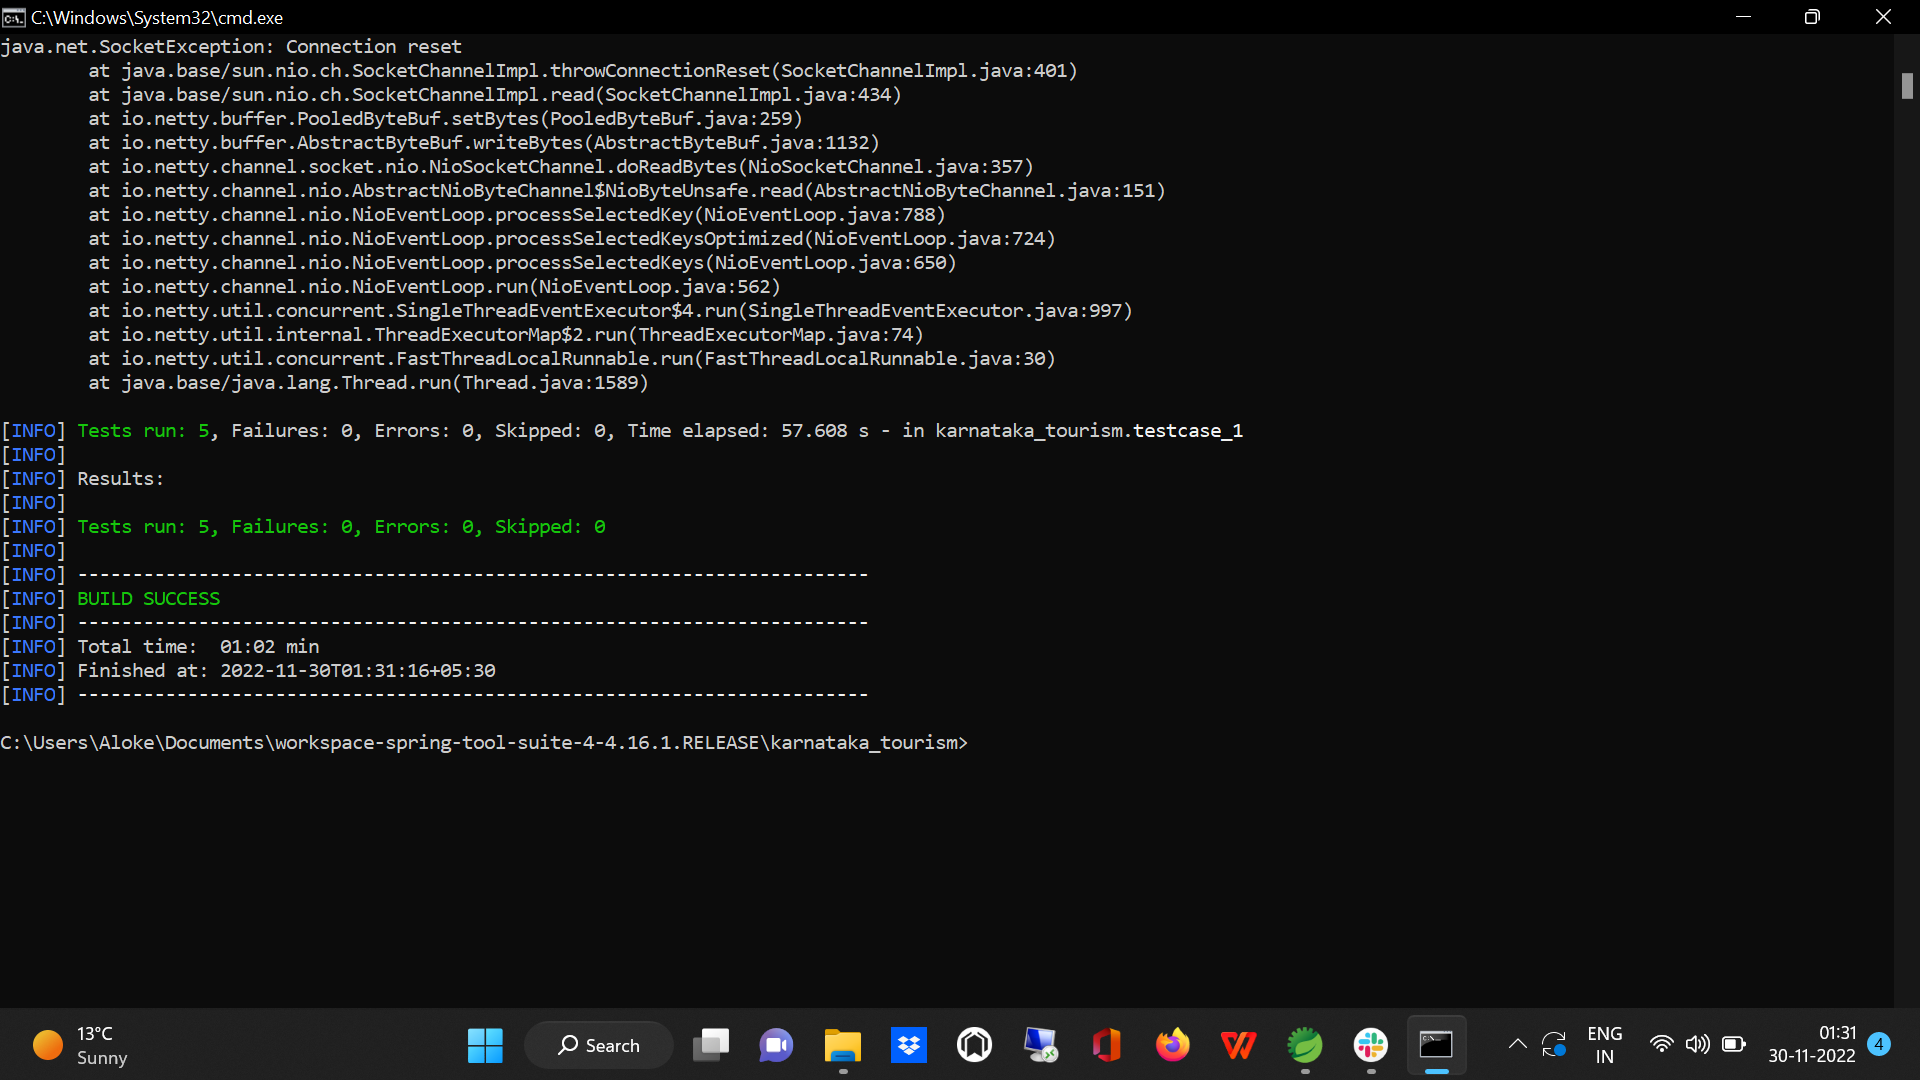 C:\Windows\System32\cmd.exe
java.net.SocketException: Connection reset
at java.base/sun.nio.ch.SocketChannelImpl.throwConnectionReset(SocketChannelImpl.java:401)
at java.base/sun.nio.ch.SocketChannelImpl.read(SocketChannelImpl.java:434)
at io.netty.buffer.PooledByteBuf.setBytes(PooledByteBuf.java:259)
at io.netty.buffer.AbstractByteBuf.writeBytes(AbstractByteBuf.java:1132)
at io.netty.channel.socket.nio.NioSocketChannel.doReadBytes(NioSocketChannel.java:357)
at io.netty.channel.nio.AbstractNioByteChannel$NioByteUnsafe.read(AbstractNioByteChannel.java:151)
at io.netty.channel.nio.NioEventLoop.processSelectedKey(NioEventLoop.java:788)
at io.netty.channel.nio.NioEventLoop.processSelectedKeysOptimized(NioEventLoop.java:724)
at io.netty.channel.nio.NioEventLoop.processSelectedKeys(NioEventLoop.java:650)
at io.netty.channel.nio.NioEventLoop.run(NioEventLoop.java:562)
at io.netty.util.concurrent.SingleThreadEventExecutor$4.run(SingleThreadEventExecutor.java:997)
at io.netty.util.internal.ThreadExecutorMap$2.run(ThreadExecutorMap.java:74)
at io.netty.util.concurrent.FastThreadLocalRunnable.run(FastThreadLocalRunnable.java:30)
at java.base/java.lang.Thread.run(Thread.java:1589)
[INFO] Tests run: 5, Failures: 0, Errors: 0, Skipped: 0, Time elapsed: 57.608 s - in karnataka_tourism.testcase_1
[INFO]
[INFO] Results:
[INFO]
[INFO] Tests run: 5, Failures: 0, Errors: 0, Skipped: 0
[INFO]
[INFO] ------------------------------------------------------------------------
[INFO] BUILD SUCCESS
[INFO] ------------------------------------------------------------------------
[INFO] Total time:  01:02 min
[INFO] Finished at: 2022-11-30T01:31:16+05:30
[INFO] ------------------------------------------------------------------------
C:\Users\Aloke\Documents\workspace-spring-tool-suite-4-4.16.1.RELEASE\karnataka_tourism>
13°C
Sunny
Search
ENG
IN
01:31
30-11-2022
4